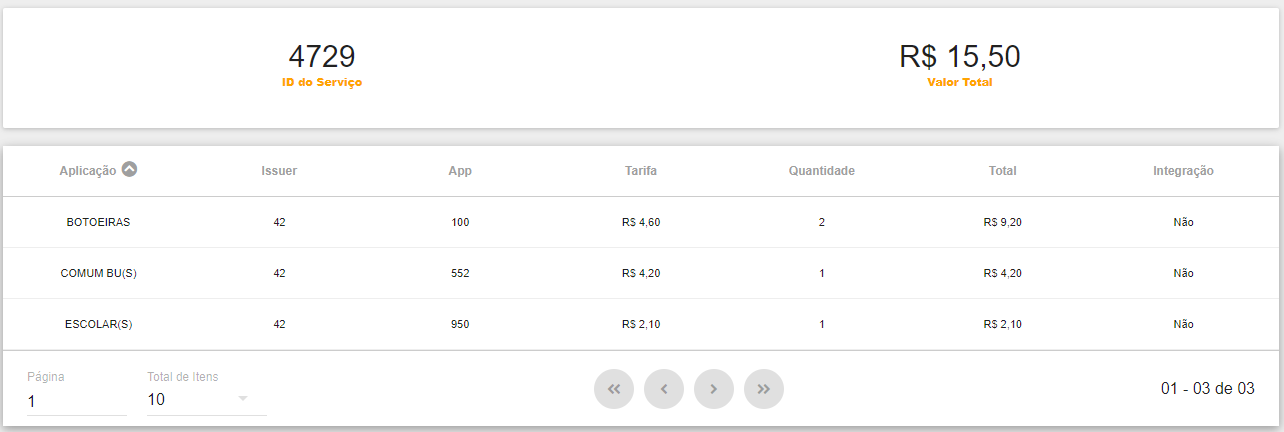 4729
ID do Serviço
R$ 15,50
Valor Total
Aplicação Issuer App Tarifa Quantidade Total Integração
BOTOEIRAS 42 100 R$ 4,60 2 R$ 9,20 Não
COMUM BU(S) 42 552 R$ 4,20 1 R$ 4,20 Não
ESCOLAR(S) 42 950 R$ 2,10 1 R$ 2,10 Não
Página
1
Total de Itens
10
01 - 03 de 03